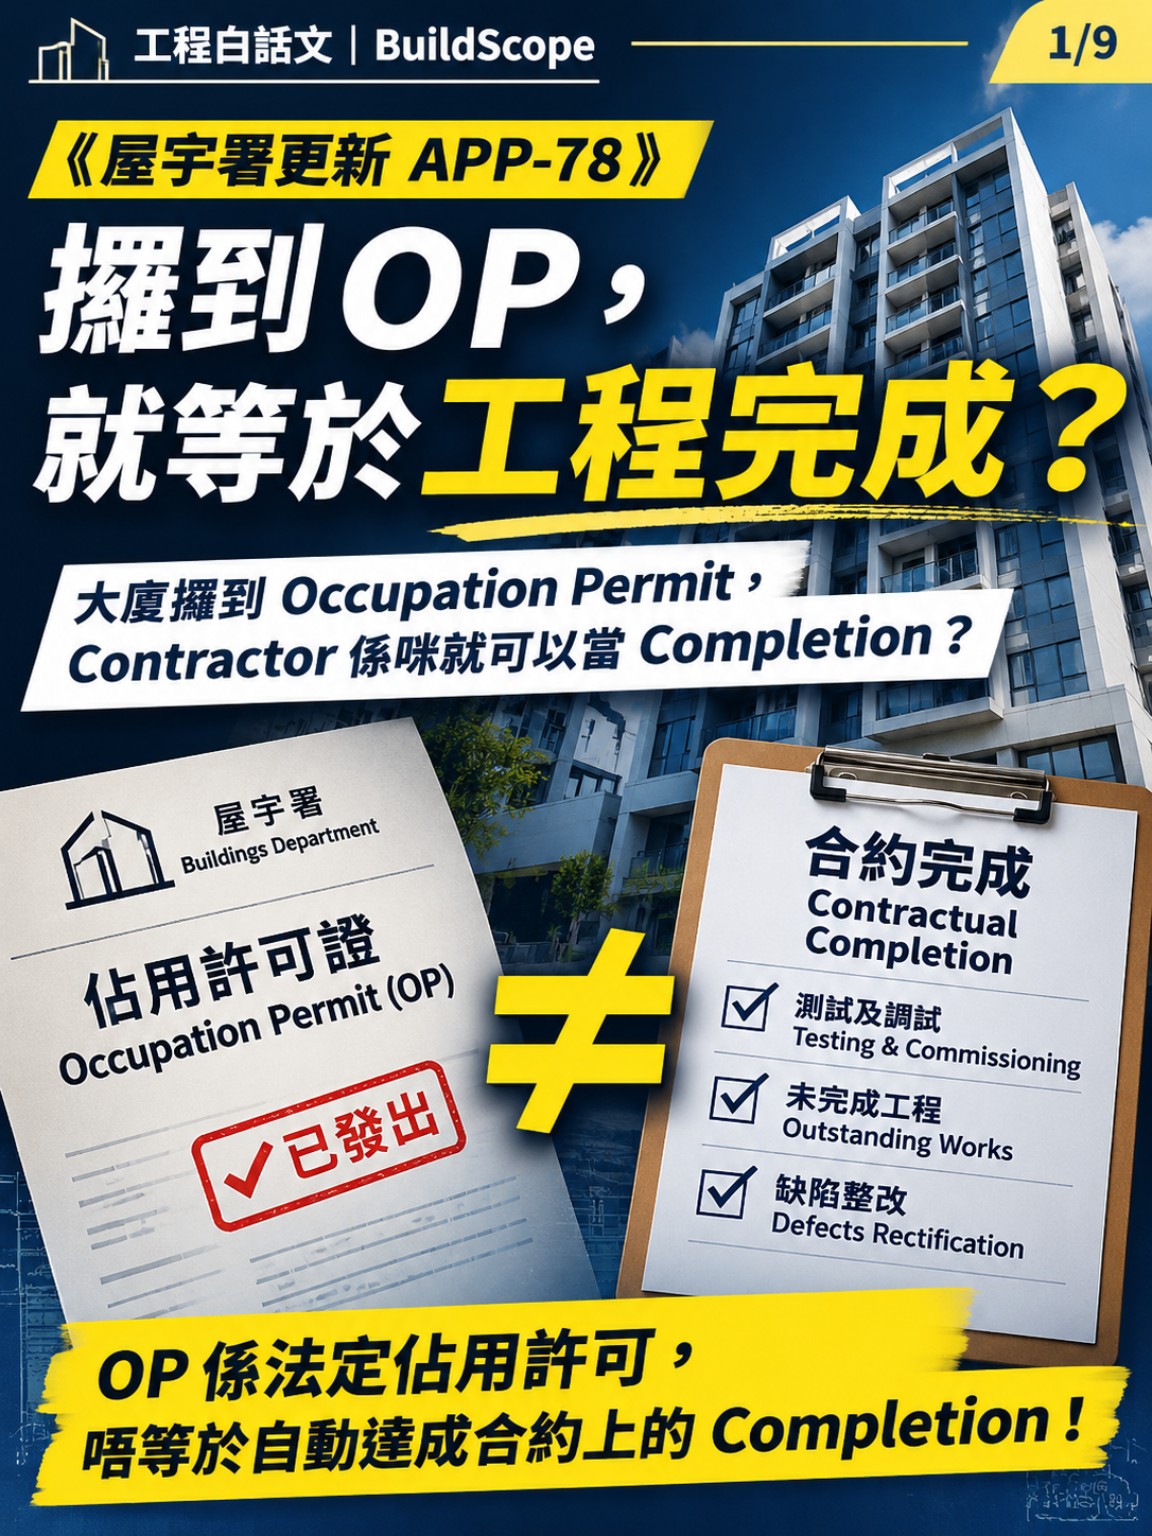 工程白話文｜BuildScope
1/9
《屋宇署更新 APP-78》
攞到OP，
就等於工程完成？
大廈攞到 Occupation Permit，
Contractor 係咪就可以當 Completion？
屋宇署
Buildings Department
佔用許可證
Occupation Permit (OP)
已發出
≠
合約完成
Contractual
Completion
測試及調試
Testing & Commissioning
未完成工程
Outstanding Works
缺陷整改
Defects Rectification
OP 係法定佔用許可，
唔等於自動達成合約上的 Completion！